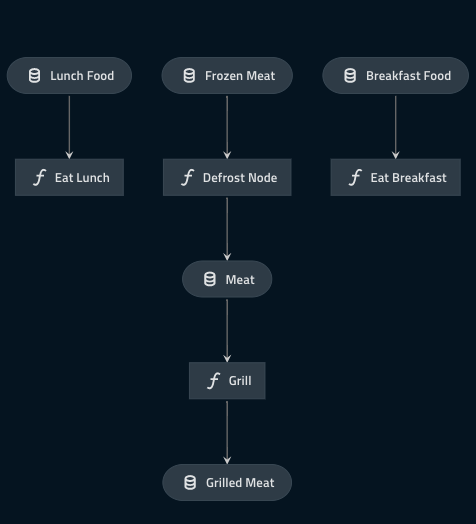 Lunch Food
Frozen Meat
Breakfast Food
Eat Lunch
Defrost Node
Eat Breakfast
Meat
Grill
Grilled Meat